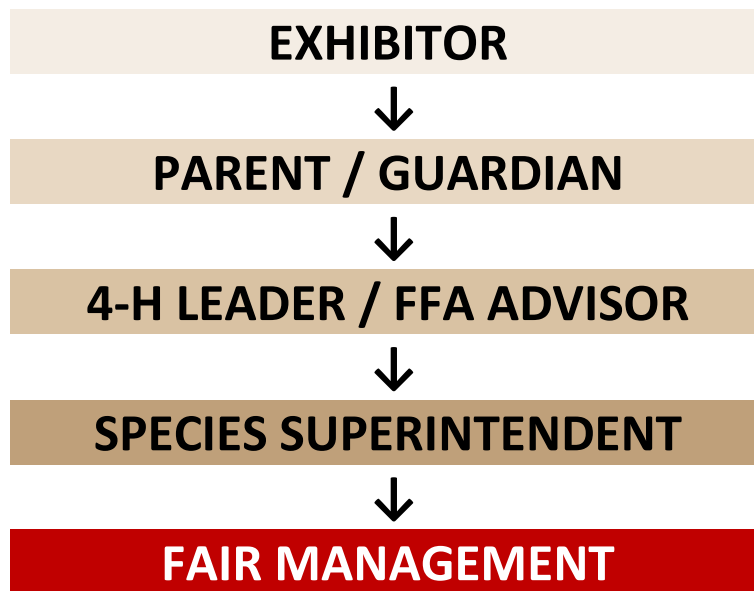 EXHIBITOR
PARENT / GUARDIAN
4-H LEADER / FFA ADVISOR
SPECIES SUPERINTENDENT
FAIR MANAGEMENT